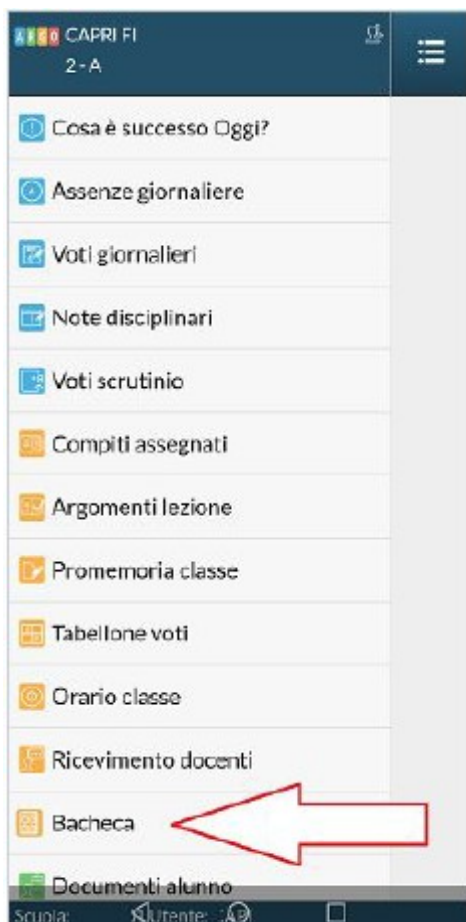 ARGO CAPRI FI
2 - A
Cosa è successo Oggi?
Assenze giornaliere
Voti giornalieri
Note disciplinari
Voti scrutinio
Compiti assegnati
Argomenti lezione
Promemoria classe
Tabellone voti
Orario classe
Ricevimento docenti
Bacheca
Documenti alunno
Scuola: Utente: